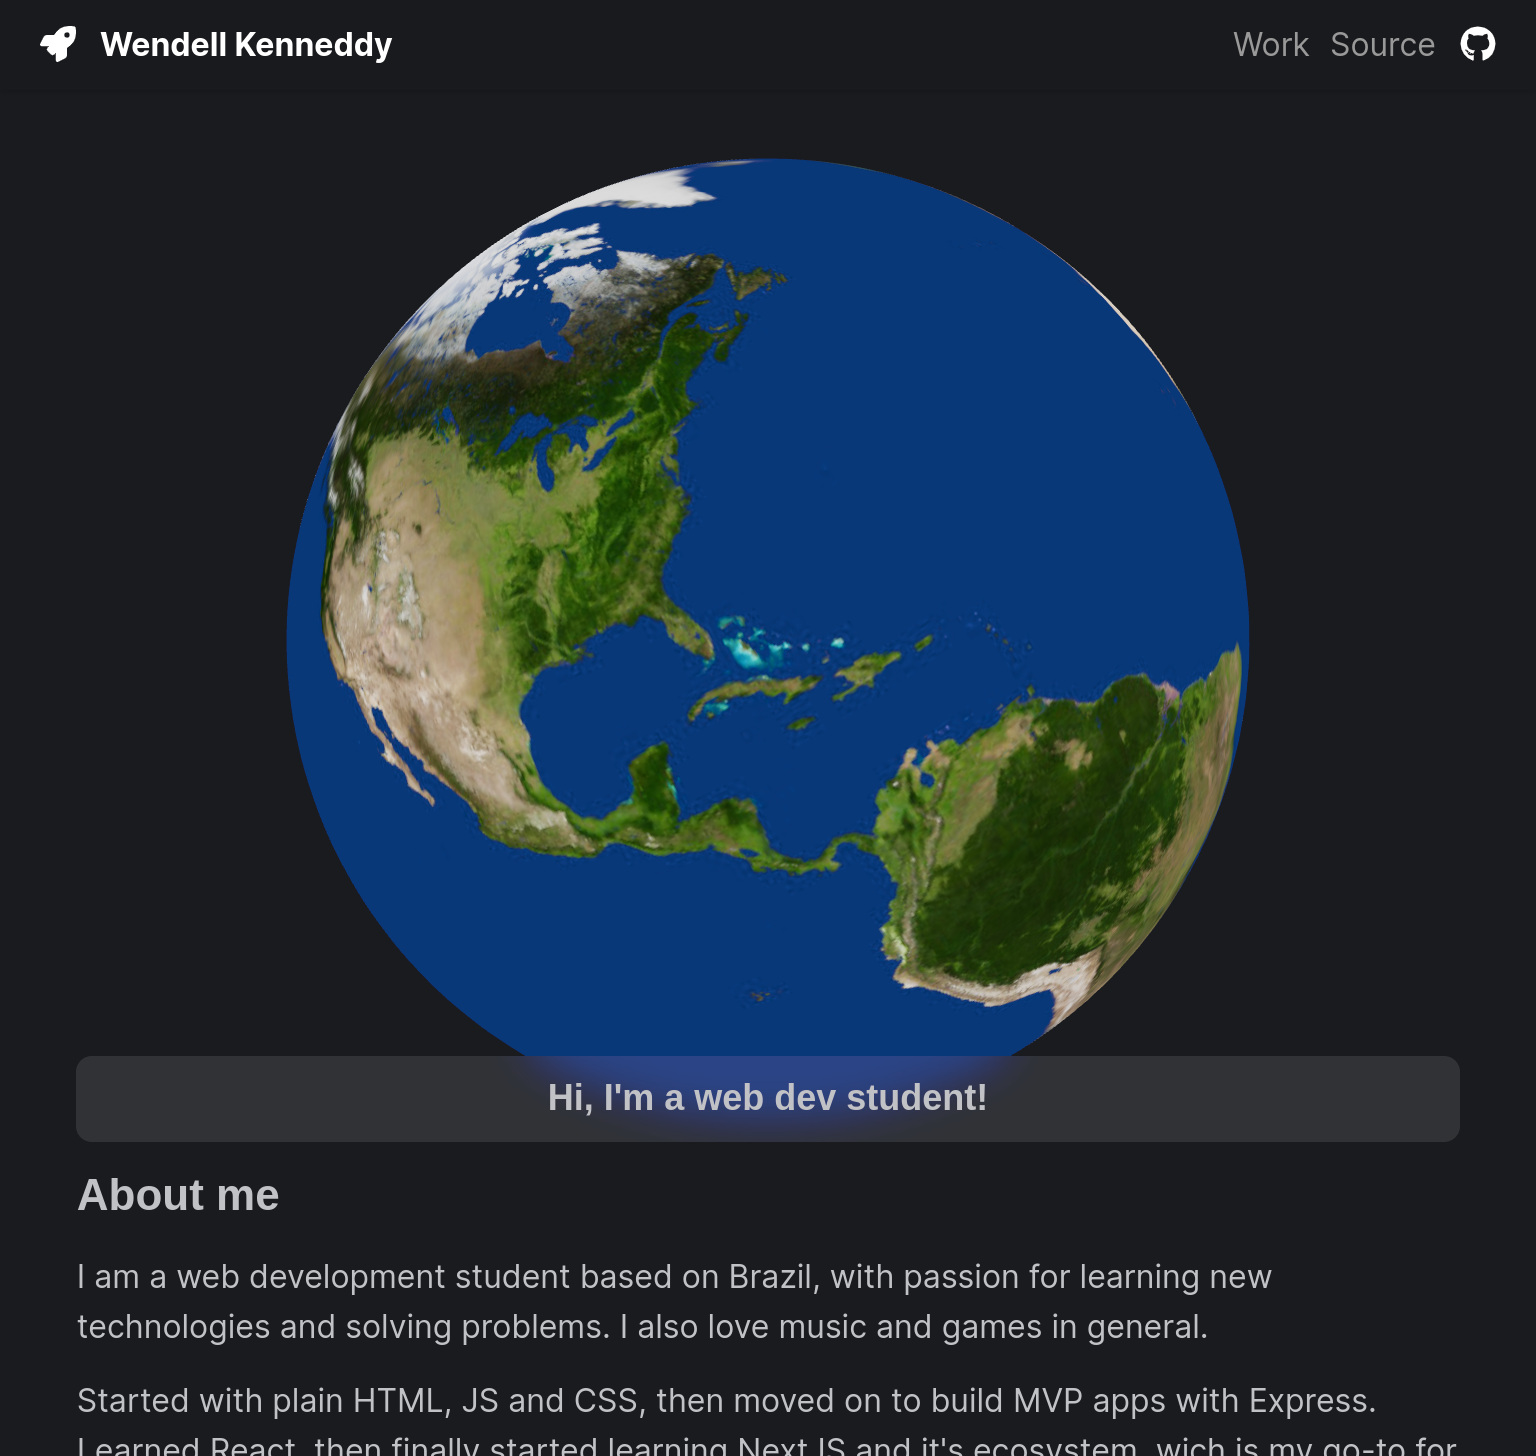 Wendell Kenneddy
Work Source
Hi, I'm a web dev student!
About me
I am a web development student based on Brazil, with passion for learning new
technologies and solving problems. I also love music and games in general.
Started with plain HTML, JS and CSS, then moved on to build MVP apps with Express.
Learned React, then finally started learning NextJS and it's ecosystem, wich is my go-to for